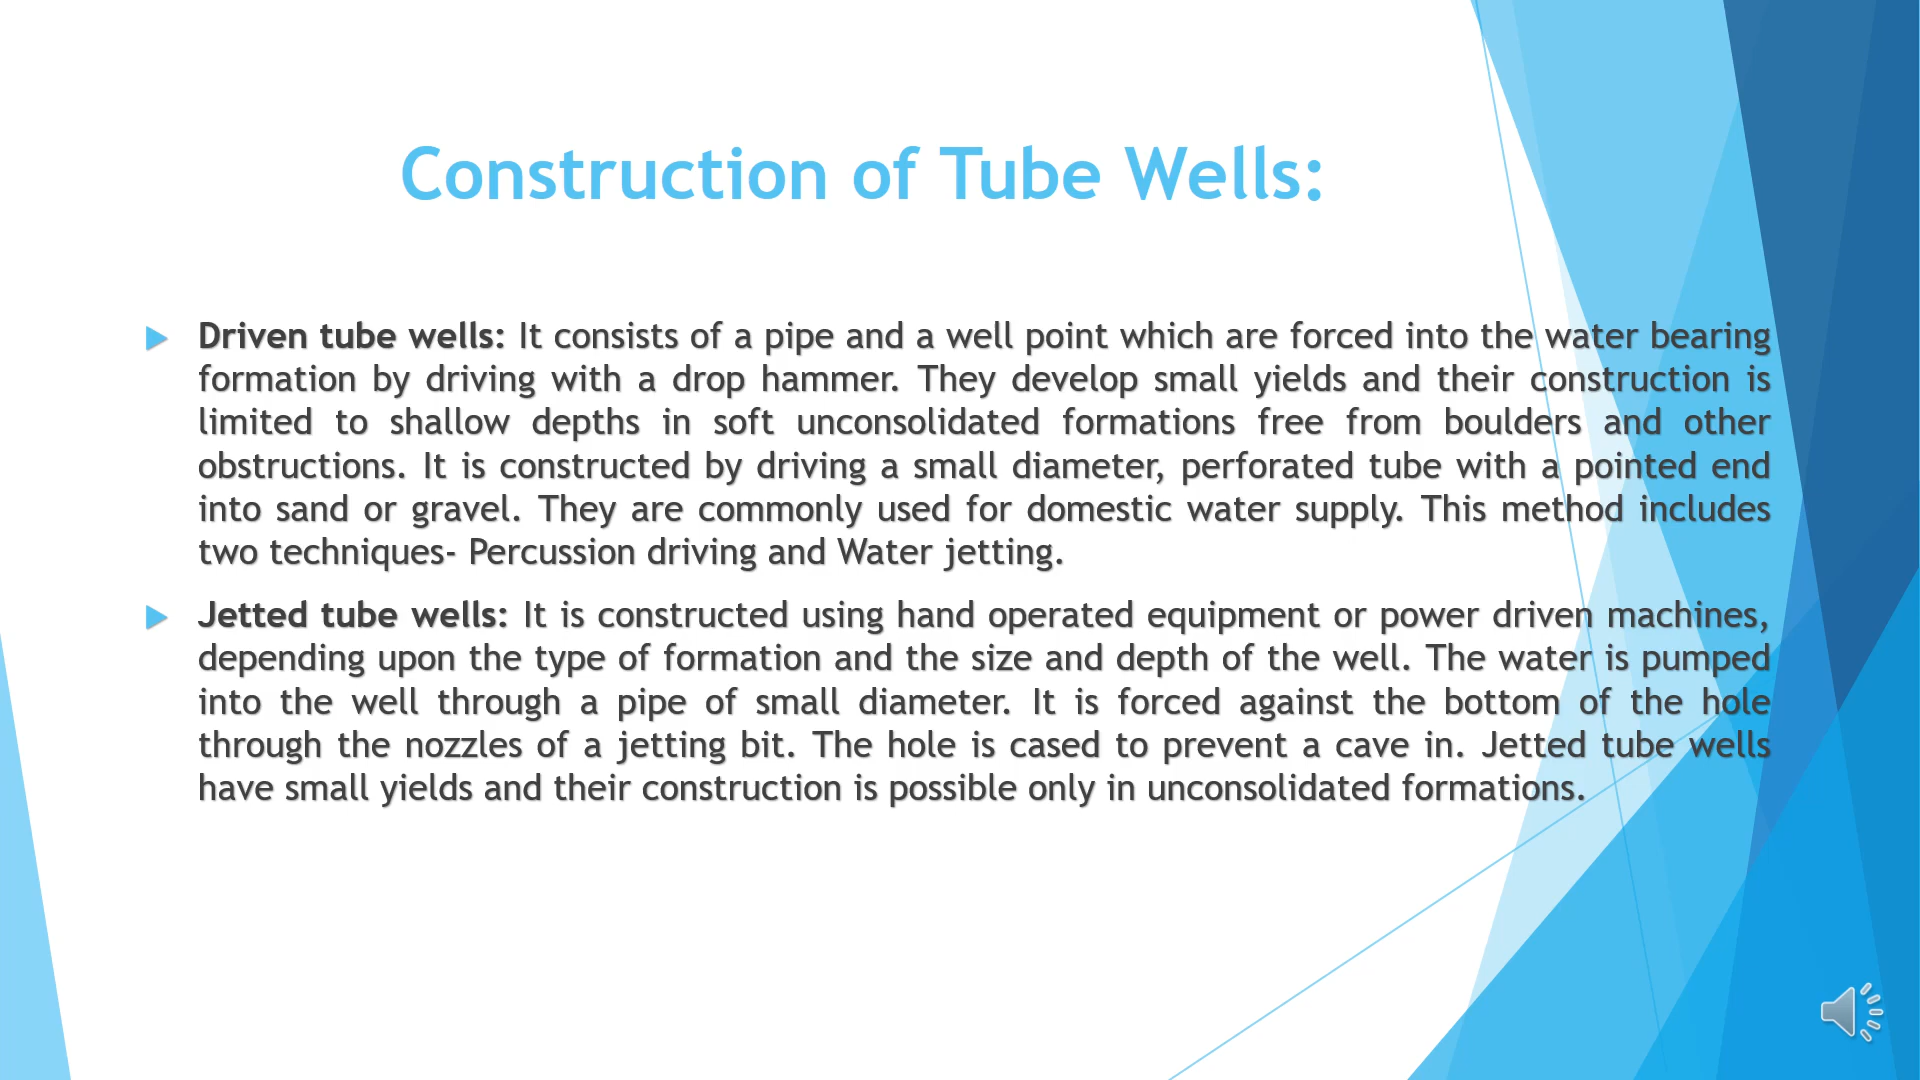 Construction of Tube Wells:
Driven tube wells: It consists of a pipe and a well point which are forced into the water bearing
formation by driving with a drop hammer. They develop small yields and their construction is
limited to shallow depths in soft unconsolidated formations free from boulders and other
obstructions. It is constructed by driving a small diameter, perforated tube with a pointed end
into sand or gravel. They are commonly used for domestic water supply. This method includes
two techniques- Percussion driving and Water jetting.
Jetted tube wells: It is constructed using hand operated equipment or power driven machines,
depending upon the type of formation and the size and depth of the well. The water is pumped
into the well through a pipe of small diameter. It is forced against the bottom of the hole
through the nozzles of a jetting bit. The hole is cased to prevent a cave in. Jetted tube wells
have small yields and their construction is possible only in unconsolidated formations.